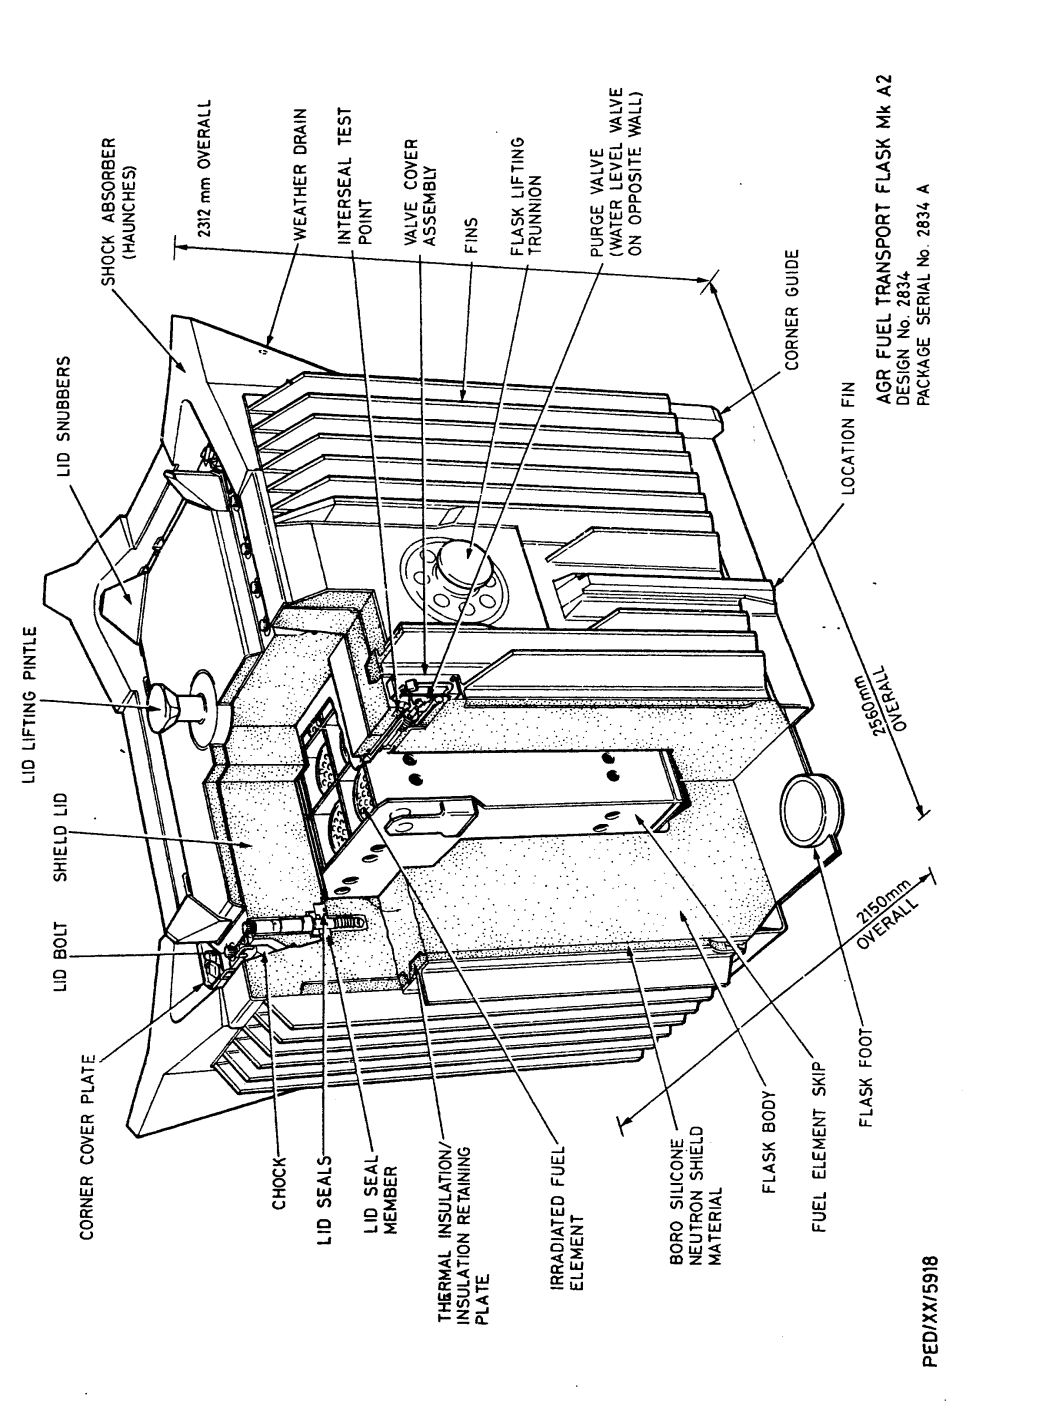 CORNER COVER PLATE
LID BOLT
SHIELD LID
LID LIFTING PINTLE
LID SNUBBERS
SHOCK ABSORBER
(HAUNCHES)
2312 mm OVERALL
WEATHER DRAIN
INTERSEAL TEST
POINT
VALVE COVER
ASSEMBLY
FINS
FLASK LIFTING
TRUNNION
PURGE VALVE
(WATER LEVEL VALVE
ON OPPOSITE WALL)
CORNER GUIDE
LOCATION FIN
CHOCK
LID SEALS
LID SEAL
MEMBER
THERMAL INSULATION/
INSULATION RETAINING
PLATE
IRRADIATED FUEL
ELEMENT
BORO SILICONE
NEUTRON SHIELD
MATERIAL
FLASK BODY
FUEL ELEMENT SKIP
FLASK FOOT
2150mm
OVERALL
2560mm
OVERALL
AGR FUEL TRANSPORT FLASK Mk A2
DESIGN No. 2834
PACKAGE SERIAL No. 2834 A
PED/XX/5918